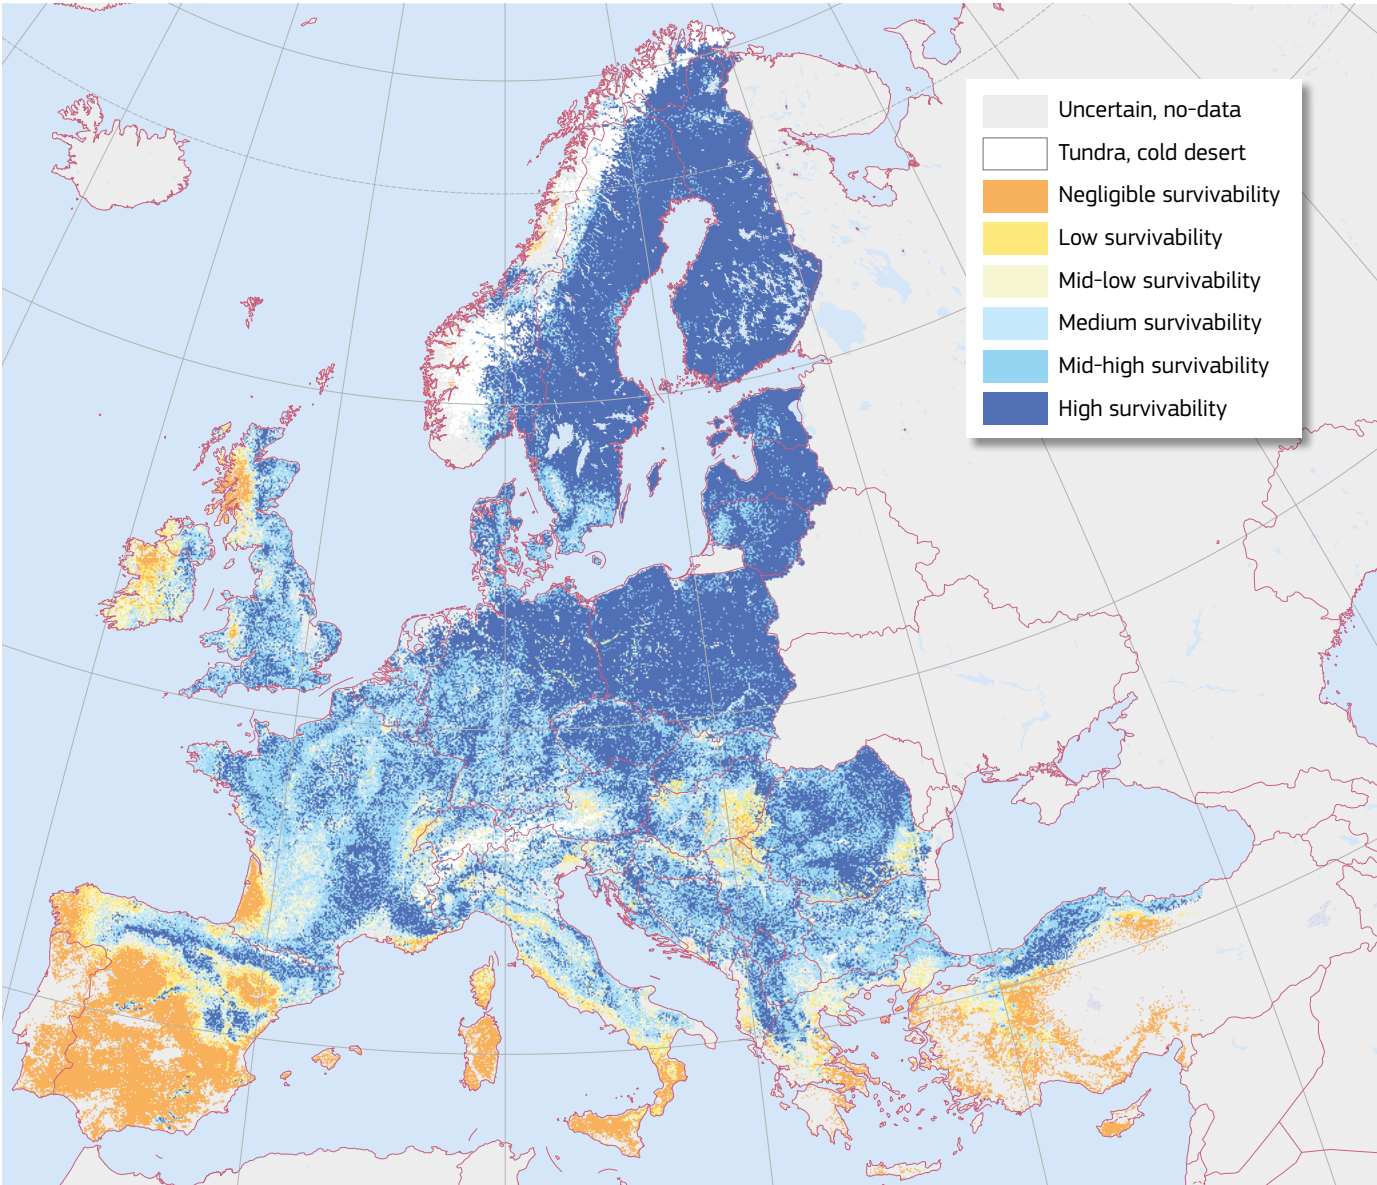 Uncertain, no-data
Tundra, cold desert
Negligible survivability
Low survivability
Mid-low survivability
Medium survivability
Mid-high survivability
High survivability